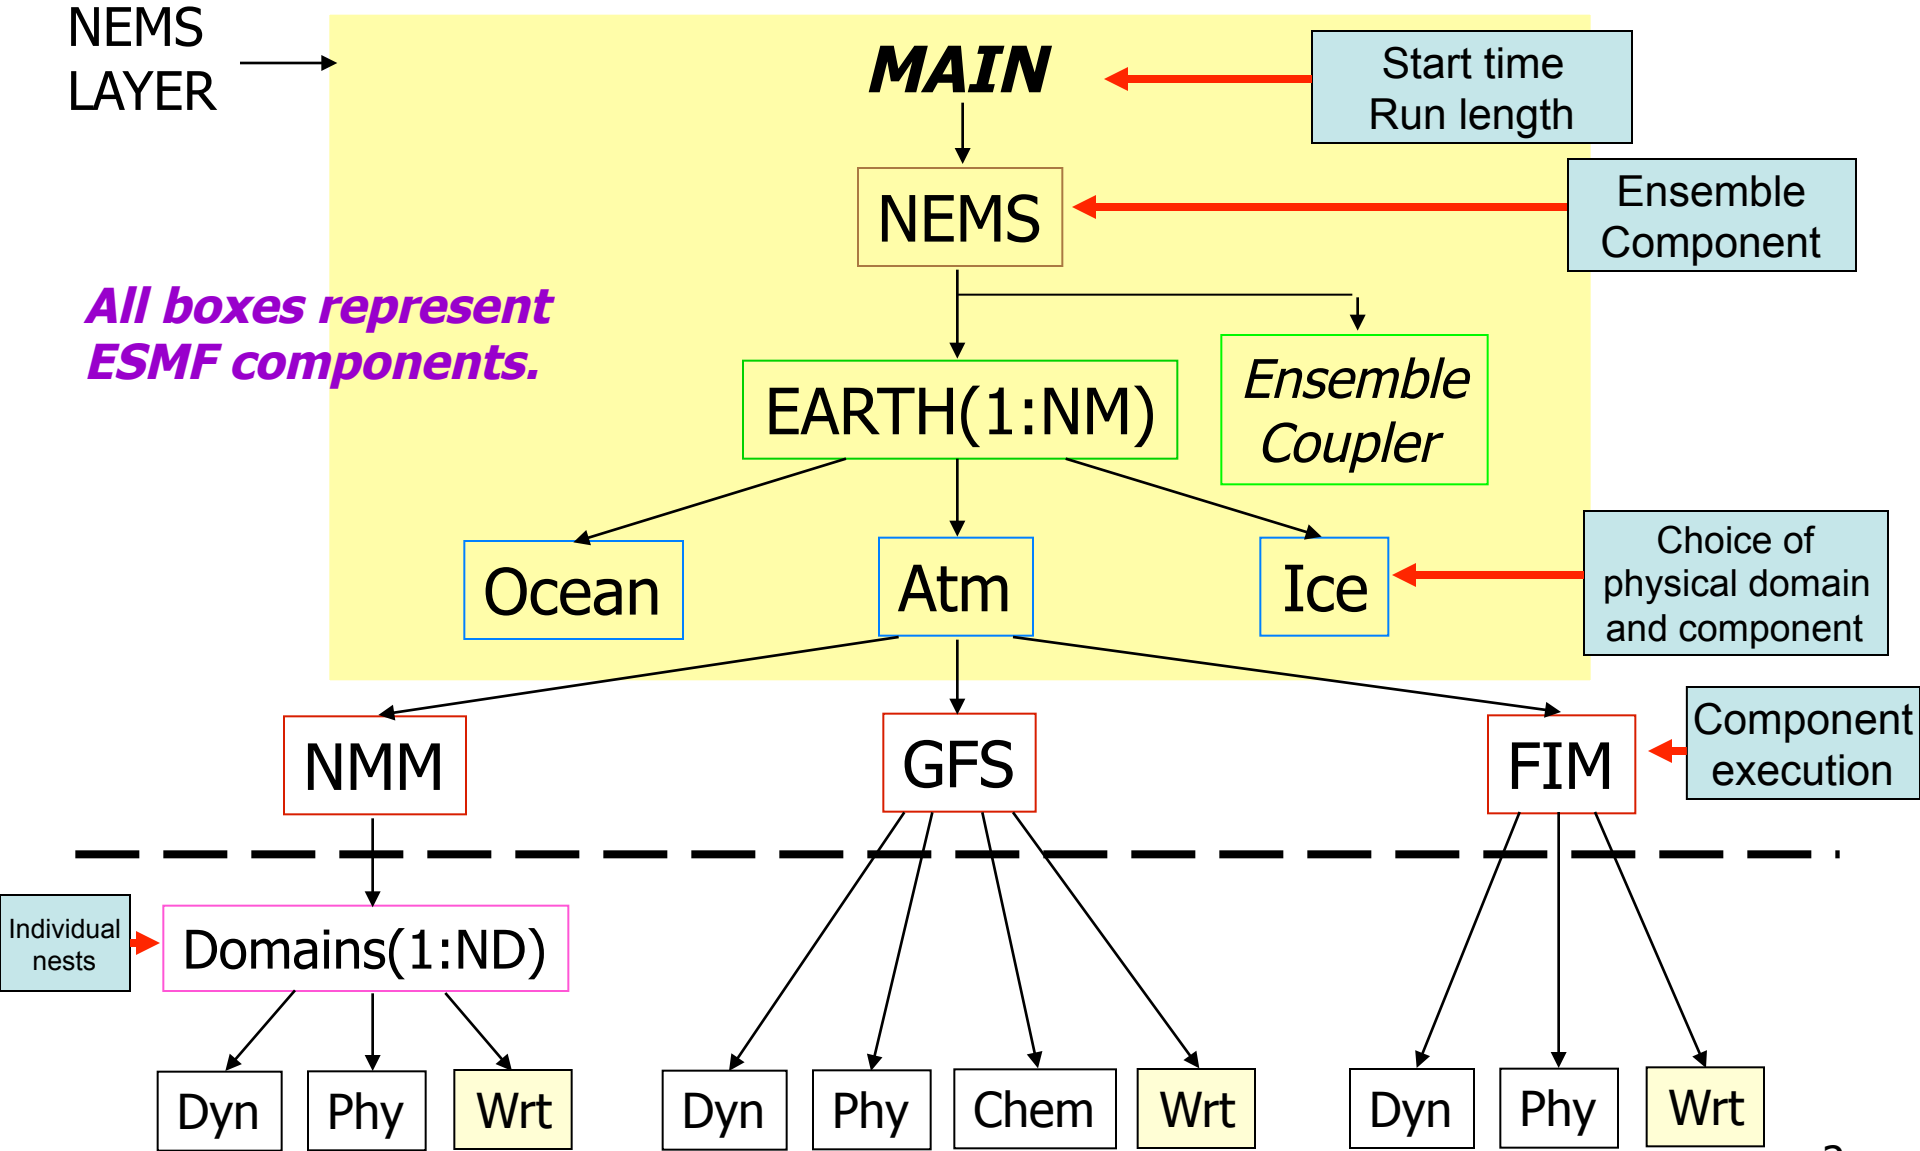 NEMS
LAYER
MAIN
Start time
Run length
NEMS
Ensemble
Component
All boxes represent
ESMF components.
EARTH(1:NM)
Ensemble
Coupler
Ocean
Atm
Ice
Choice of
physical domain
and component
NMM
GFS
FIM
Component
execution
Individual
nests
Domains(1:ND)
Dyn
Phy
Wrt
Dyn
Phy
Chem
Wrt
Dyn
Phy
Wrt